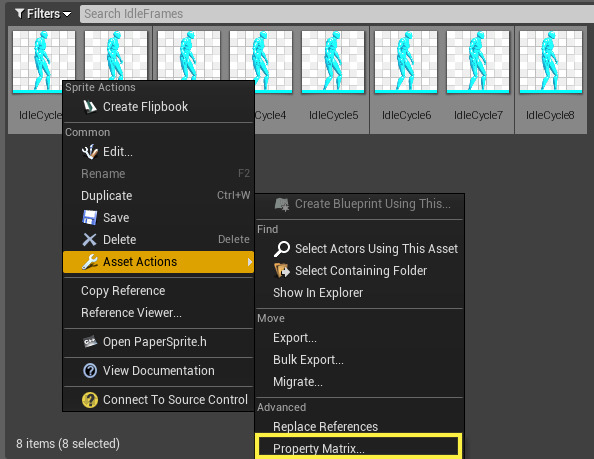 Filters
Search IdleFrames
IdleCycle
Cycle4
IdleCycle5
IdleCycle6
IdleCycle7
IdleCycle8
Sprite Actions
Create Flipbook
Common
Edit...
Rename F2
Duplicate Ctrl+W
Save
Delete Delete
Asset Actions
Copy Reference
Reference Viewer...
Open PaperSprite.h
View Documentation
Connect To Source Control
Create Blueprint Using This...
Find
Select Actors Using This Asset
Select Containing Folder
Show In Explorer
Move
Export...
Bulk Export...
Migrate...
Advanced
Replace References
Property Matrix...
8 items (8 selected)